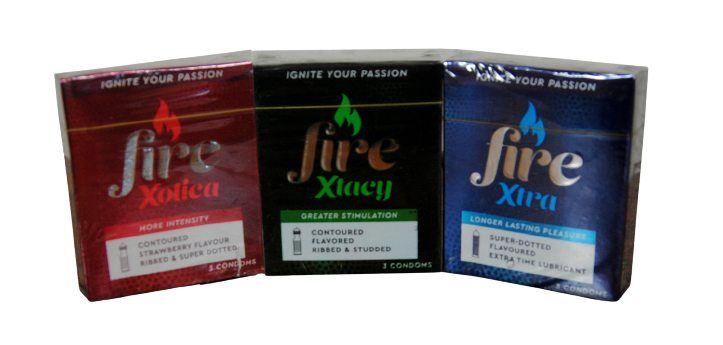 IGNITE YOUR PASSION
fire
Xotica
MORE INTENSITY
CONTOURED
STRAWBERRY FLAVOUR
RIBBED & SUPER DOTTED
3 CONDOMS
IGNITE YOUR PASSION
fire
Xtacy
GREATER STIMULATION
CONTOURED
FLAVORED
RIBBED & STUDDED
3 CONDOMS
IGNITE YOUR PASSION
fire
Xtra
LONGER LASTING PLEASURE
SUPER-DOTTED
FLAVOURED
EXTRA TIME LUBRICANT
3 CONDOMS